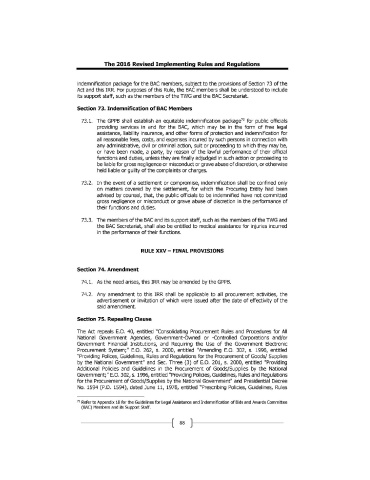 The 2016 Revised Implementing Rules and Regulations
indemnification package for the BAC members, subject to the provisions of Section 73 of the
Act and this IRR. For purposes of this Rule, the BAC members shall be understood to include
its support staff, such as the members of the TWG and the BAC Secretariat.
Section 73. Indemnification of BAC Members
73.1. The GPPB shall establish an equitable indemnification package⁷⁰ for public officials
providing services in and for the BAC, which may be in the form of free legal
assistance, liability insurance, and other forms of protection and indemnification for
all reasonable fees, costs, and expenses incurred by such persons in connection with
any administrative, civil or criminal action, suit or proceeding to which they may be,
or have been made, a party, by reason of the lawful performance of their official
functions and duties, unless they are finally adjudged in such action or proceeding to
be liable for gross negligence or misconduct or grave abuse of discretion, or otherwise
held liable or guilty of the complaints or charges.
73.2. In the event of a settlement or compromise, indemnification shall be confined only
on matters covered by the settlement, for which the Procuring Entity had been
advised by counsel, that, the public officials to be indemnified have not committed
gross negligence or misconduct or grave abuse of discretion in the performance of
their functions and duties.
73.3. The members of the BAC and its support staff, such as the members of the TWG and
the BAC Secretariat, shall also be entitled to medical assistance for injuries incurred
in the performance of their functions.
RULE XXV – FINAL PROVISIONS
Section 74. Amendment
74.1. As the need arises, this IRR may be amended by the GPPB.
74.2. Any amendment to this IRR shall be applicable to all procurement activities, the
advertisement or invitation of which were issued after the date of effectivity of the
said amendment.
Section 75. Repealing Clause
The Act repeals E.O. 40, entitled "Consolidating Procurement Rules and Procedures for All
National Government Agencies, Government-Owned or -Controlled Corporations and/or
Government Financial Institutions, and Requiring the Use of the Government Electronic
Procurement System;" E.O. 262, s. 2000, entitled "Amending E.O. 302, s. 1996, entitled
"Providing Policies, Guidelines, Rules and Regulations for the Procurement of Goods/ Supplies
by the National Government" and Sec. Three (3) of E.O. 201, s. 2000, entitled "Providing
Additional Policies and Guidelines in the Procurement of Goods/Supplies by the National
Government;" E.O. 302, s. 1996, entitled "Providing Policies, Guidelines, Rules and Regulations
for the Procurement of Goods/Supplies by the National Government" and Presidential Decree
No. 1594 (P.D. 1594), dated June 11, 1978, entitled "Prescribing Policies, Guidelines, Rules
⁷⁰ Refer to Appendix 18 for the Guidelines for Legal Assistance and Indemnification of Bids and Awards Committee
(BAC) Members and its Support Staff.
88